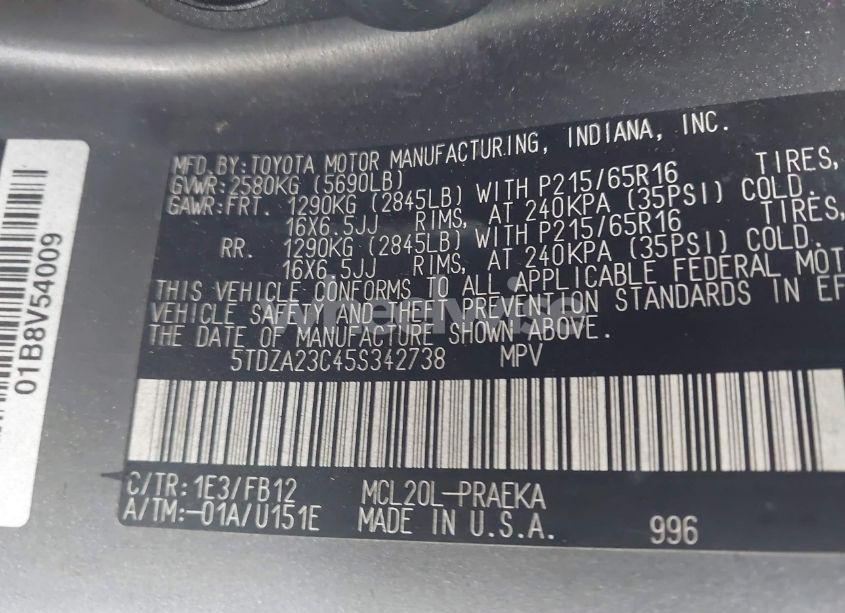 MFD.BY:TOYOTA MOTOR MANUFACTURING, INDIANA, INC.
GVWR:2580KG (5690LB)
GAWR:FRT. 1290KG (2845LB) WITH P215/65R16 TIRES,
16X6.5JJ RIMS, AT 240KPA (35PSI) COLD.
RR. 1290KG (2845LB) WITH P215/65R16 TIRES,
16X6.5JJ RIMS, AT 240KPA (35PSI) COLD.
THIS VEHICLE CONFORMS TO ALL APPLICABLE FEDERAL MOT
VEHICLE SAFETY AND THEFT PREVENTION STANDARDS IN EF
THE DATE OF MANUFACTURE SHOWN ABOVE.
5TDZA23C45S342738 MPV
C/TR:1E3/FB12 MCL20L-PRAEKA
A/TM:-01A/U151E MADE IN U.S.A. 996
01B8V54009
wheelwise